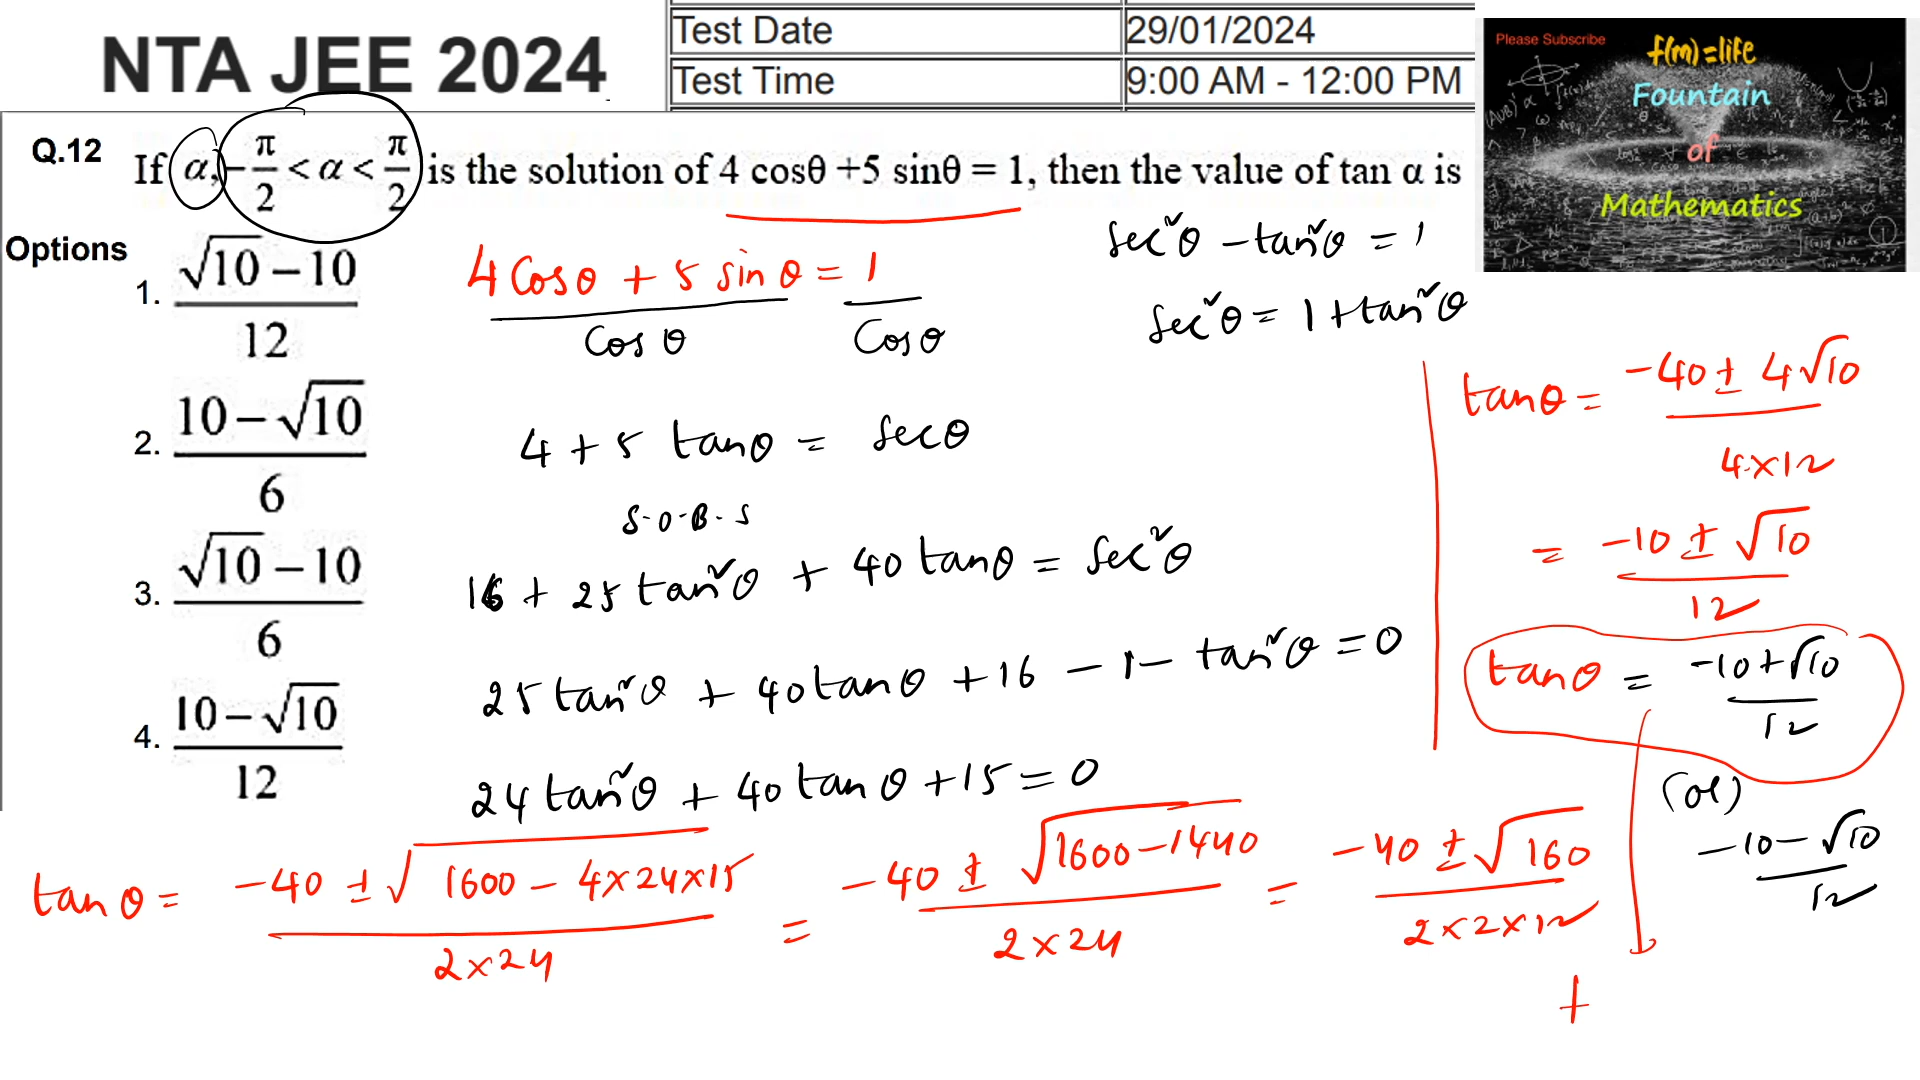 NTA JEE 2024
Test Date 29/01/2024
Test Time 9:00 AM - 12:00 PM
Please Subscribe
f(m)=life
Fountain
of
Mathematics
Q.12 If α, -π/2 < α < π/2 is the solution of 4 cosθ +5 sinθ = 1, then the value of tan α is
Options
1. (√10 – 10)/12
2. (10 – √10)/6
3. (√10 – 10)/6
4. (10 – √10)/12
4 Cosθ + 5 sin θ / Cos θ = 1 / Cosθ
4 + 5 tanθ = secθ
S.O.B.S
16 + 25 tan²θ + 40 tanθ = sec²θ
25 tan²θ + 40 tanθ + 16 – 1 – tan²θ = 0
24 tan²θ + 40 tan θ + 15 = 0
tan θ = (-40 ± √(1600 – 4×24×15))/(2×24) = (-40 ± √(1600–1440))/(2×24) = (-40 ± √160)/(2×2×12)
sec²θ – tan²θ = 1
sec²θ = 1 + tan²θ
tanθ = (-40 ± 4√10)/(4×12)
= (-10 ± √10)/12
tanθ = (-10+√10)/12
(or)
(-10-√10)/12
+